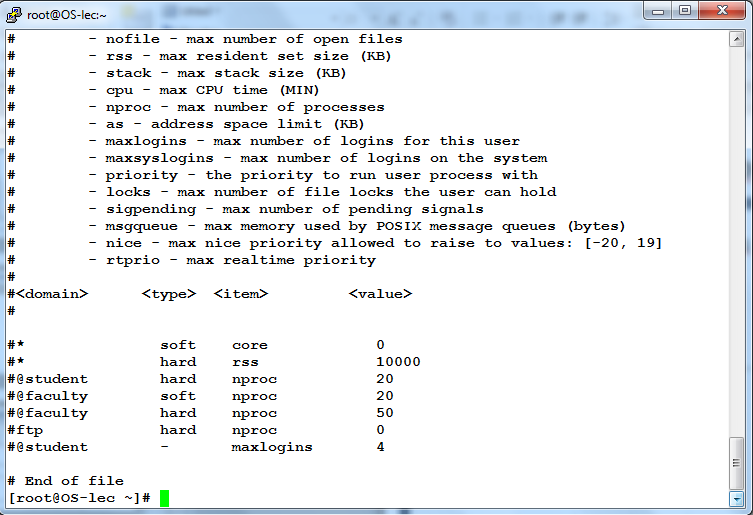 root@OS-lec:~
#        - nofile - max number of open files
#        - rss - max resident set size (KB)
#        - stack - max stack size (KB)
#        - cpu - max CPU time (MIN)
#        - nproc - max number of processes
#        - as - address space limit (KB)
#        - maxlogins - max number of logins for this user
#        - maxsyslogins - max number of logins on the system
#        - priority - the priority to run user process with
#        - locks - max number of file locks the user can hold
#        - sigpending - max number of pending signals
#        - msgqueue - max memory used by POSIX message queues (bytes)
#        - nice - max nice priority allowed to raise to values: [-20, 19]
#        - rtprio - max realtime priority
#
#<domain>      <type>  <item>         <value>
#
#*               soft    core            0
#*               hard    rss             10000
#@student        hard    nproc           20
#@faculty        soft    nproc           20
#@faculty        hard    nproc           50
#ftp             hard    nproc           0
#@student        -       maxlogins       4
# End of file
[root@OS-lec ~]#